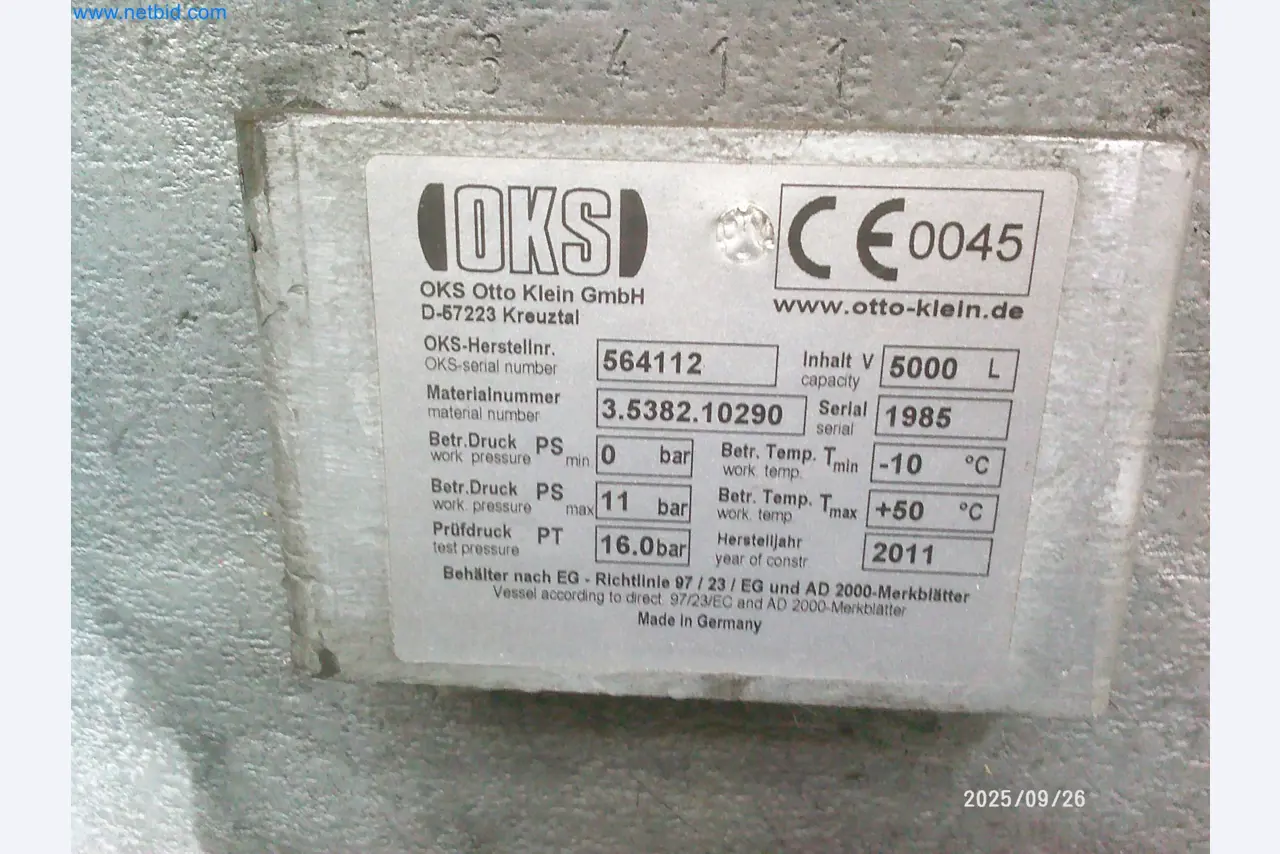 www.netbid.com
5 6 4 1 1 2
OKS
CE 0045
OKS Otto Klein GmbH
D-57223 Kreuztal
www.otto-klein.de
OKS-Herstellnr.
OKS-serial number
564112
Inhalt V
capacity
5000 L
Materialnummer
material number
3.5382.10290
Serial
serial
1985
Betr.Druck PS min
work pressure
0 bar
Betr. Temp. Tmin
work. temp.
-10 °C
Betr.Druck PS max
work. pressure
11 bar
Betr. Temp. Tmax
work. temp
+50 °C
Prüfdruck PT
test pressure
16.0bar
Herstelljahr
year of constr.
2011
Behälter nach EG - Richtlinie 97 / 23 / EG und AD 2000-Merkblätter
Vessel according to direct. 97/23/EC and AD 2000-Merkblätter
Made in Germany
2025/09/26